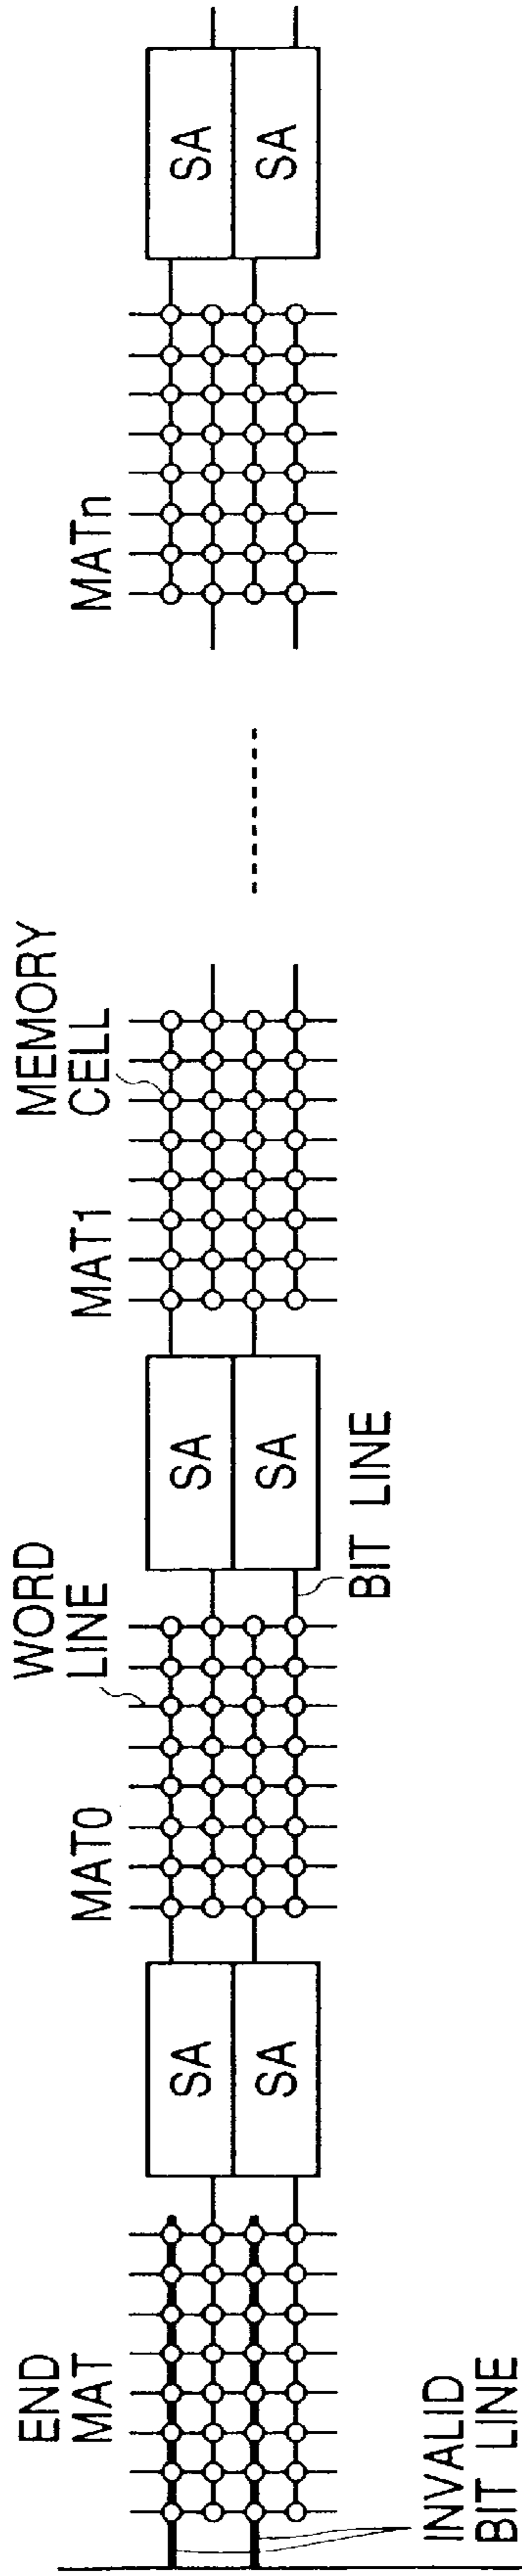 END
MAT
INVALID
BIT LINE
SA
SA
MAT0
WORD
LINE
SA
SA
BIT LINE
MAT1
MEMORY
CELL
MATn
SA
SA